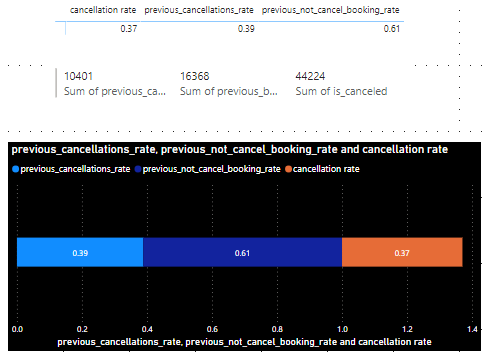 cancellation rate previous_cancellations_rate previous_not_cancel_booking_rate
0.37 0.39 0.61
10401 16368 44224
Sum of previous_ca... Sum of previous_b... Sum of is_canceled
previous_cancellations_rate, previous_not_cancel_booking_rate and cancellation rate
previous_cancellations_rate previous_not_cancel_booking_rate cancellation rate
0.39 0.61 0.37
0.0 0.2 0.4 0.6 0.8 1.0 1.2 1.4
previous_cancellations_rate, previous_not_cancel_booking_rate and cancellation rate